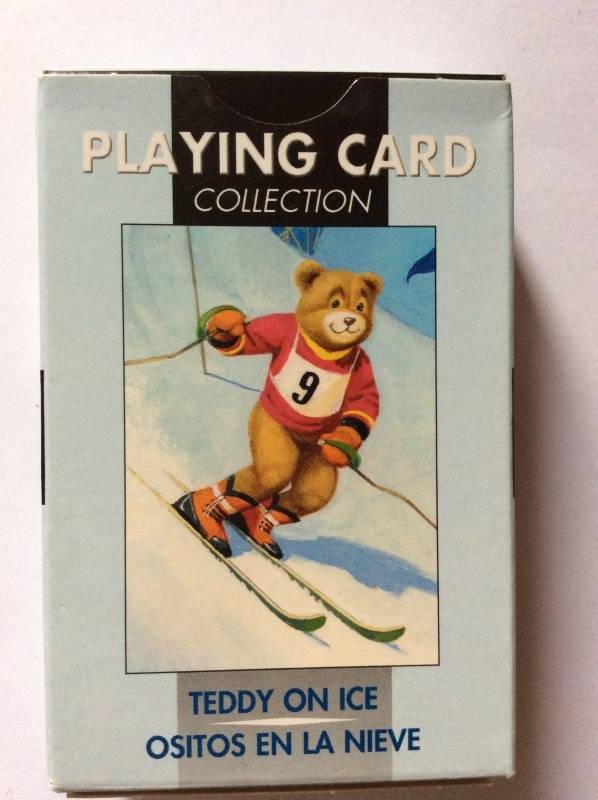 PLAYING CARD
COLLECTION
9
TEDDY ON ICE
OSITOS EN LA NIEVE